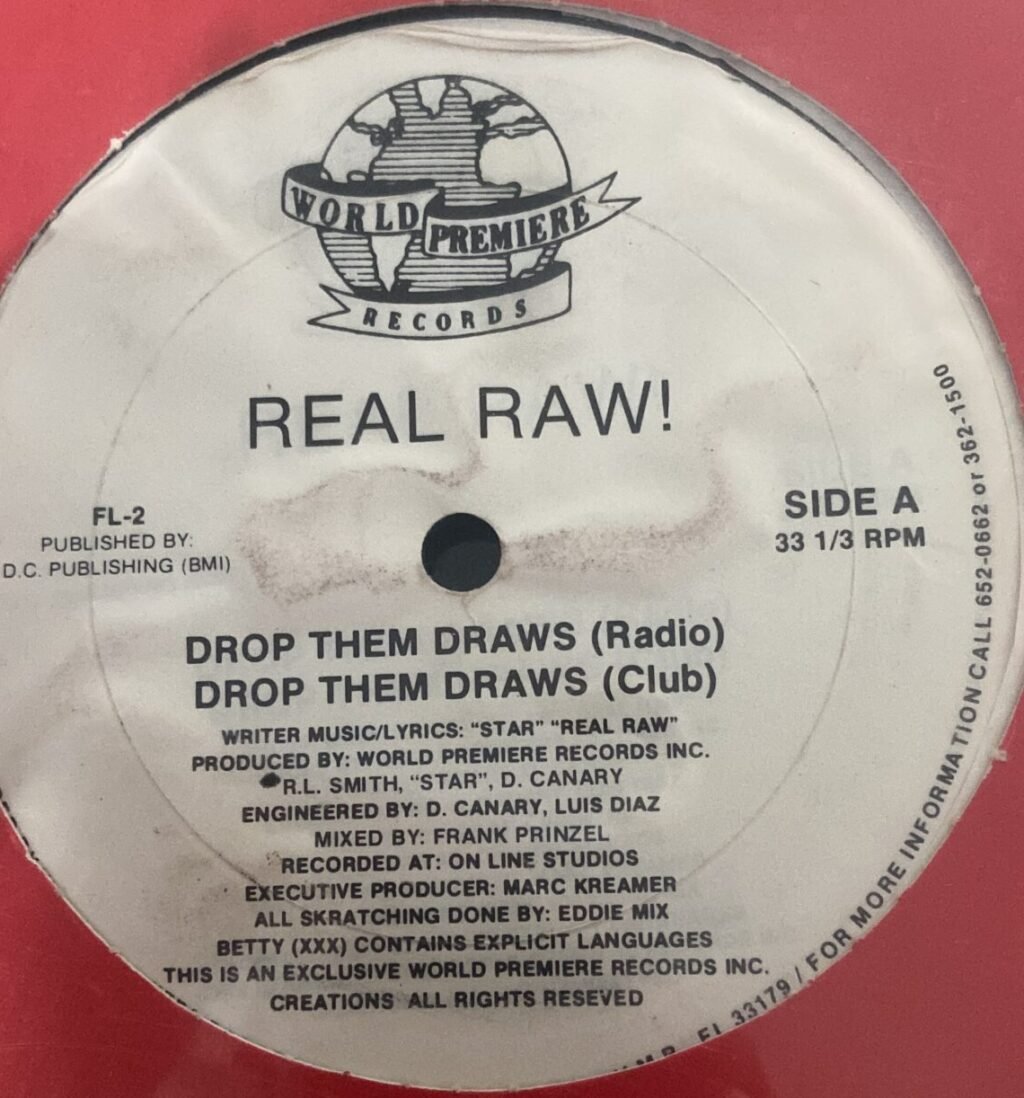 WORLD
PREMIERE
RECORDS
REAL RAW!
FL-2
PUBLISHED BY:
D.C. PUBLISHING (BMI)
SIDE A
33 1/3 RPM
DROP THEM DRAWS (Radio)
DROP THEM DRAWS (Club)
WRITER MUSIC/LYRICS: "STAR" "REAL RAW"
PRODUCED BY: WORLD PREMIERE RECORDS INC.
R.L. SMITH, "STAR", D. CANARY
ENGINEERED BY: D. CANARY, LUIS DIAZ
MIXED BY: FRANK PRINZEL
RECORDED AT: ON LINE STUDIOS
EXECUTIVE PRODUCER: MARC KREAMER
ALL SKRATCHING DONE BY: EDDIE MIX
BETTY (XXX) CONTAINS EXPLICIT LANGUAGES
THIS IS AN EXCLUSIVE WORLD PREMIERE RECORDS INC.
CREATIONS ALL RIGHTS RESEVED
FL 33179 / FOR MORE INFORMATION CALL 652-0662 or 362-1500